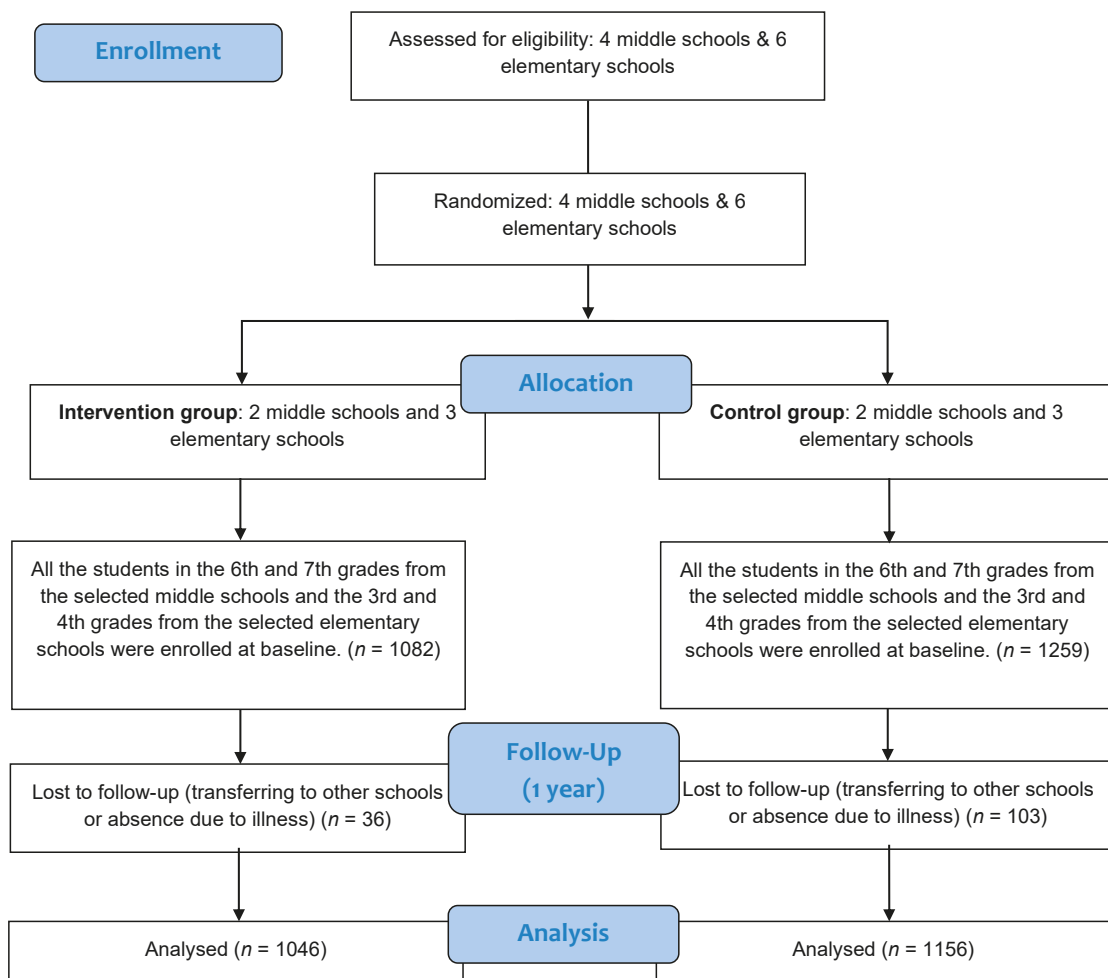 Enrollment
Assessed for eligibility: 4 middle schools & 6
elementary schools
Randomized: 4 middle schools & 6
elementary schools
Allocation
Intervention group: 2 middle schools and 3
elementary schools
Control group: 2 middle schools and 3
elementary schools
All the students in the 6th and 7th grades from
the selected middle schools and the 3rd and
4th grades from the selected elementary
schools were enrolled at baseline. (n = 1082)
All the students in the 6th and 7th grades from
the selected middle schools and the 3rd and
4th grades from the selected elementary
schools were enrolled at baseline. (n = 1259)
Follow-Up
(1 year)
Lost to follow-up (transferring to other schools
or absence due to illness) (n = 36)
Lost to follow-up (transferring to other schools
or absence due to illness) (n = 103)
Analysis
Analysed (n = 1046)
Analysed (n = 1156)